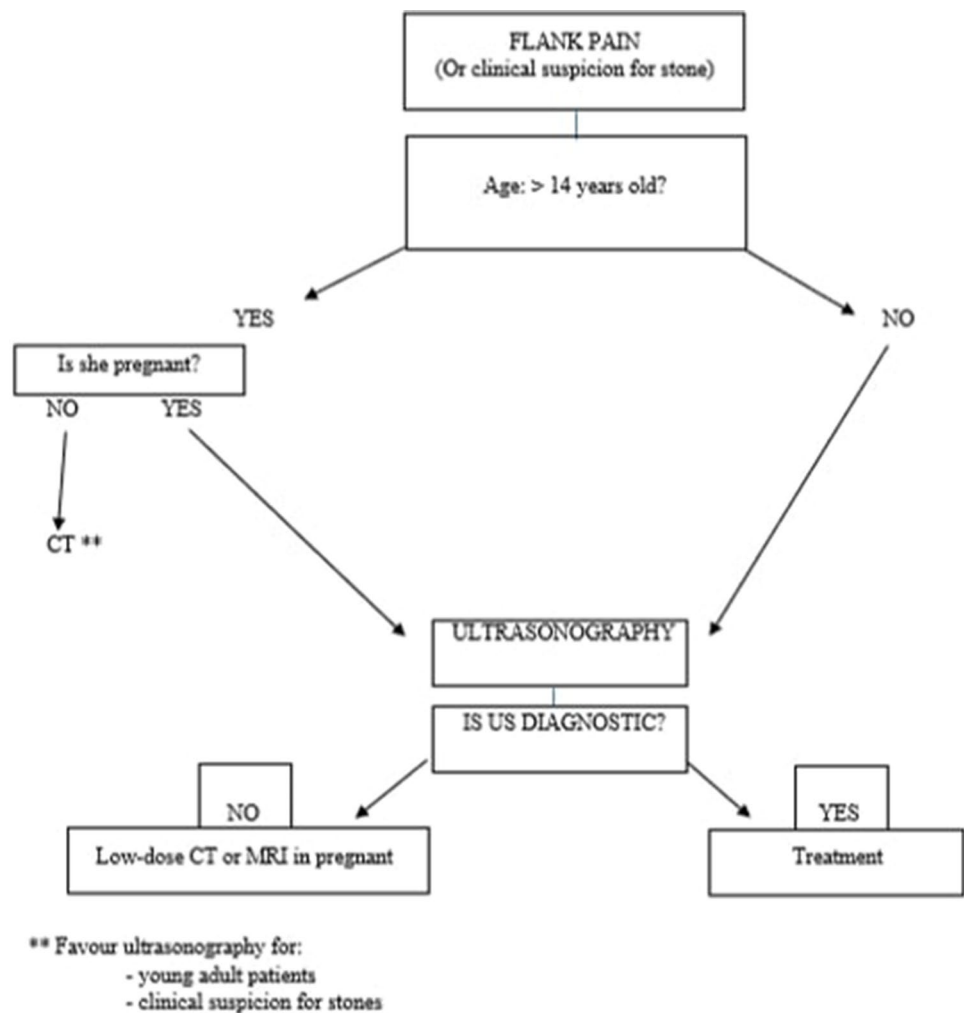 FLANK PAIN
(Or clinical suspicion for stone)
Age: > 14 years old?
YES
NO
Is she pregnant?
NO YES
CT **
ULTRASONOGRAPHY
IS US DIAGNOSTIC?
NO
YES
Low-dose CT or MRI in pregnant
Treatment
** Favour ultrasonography for:
- young adult patients
- clinical suspicion for stones